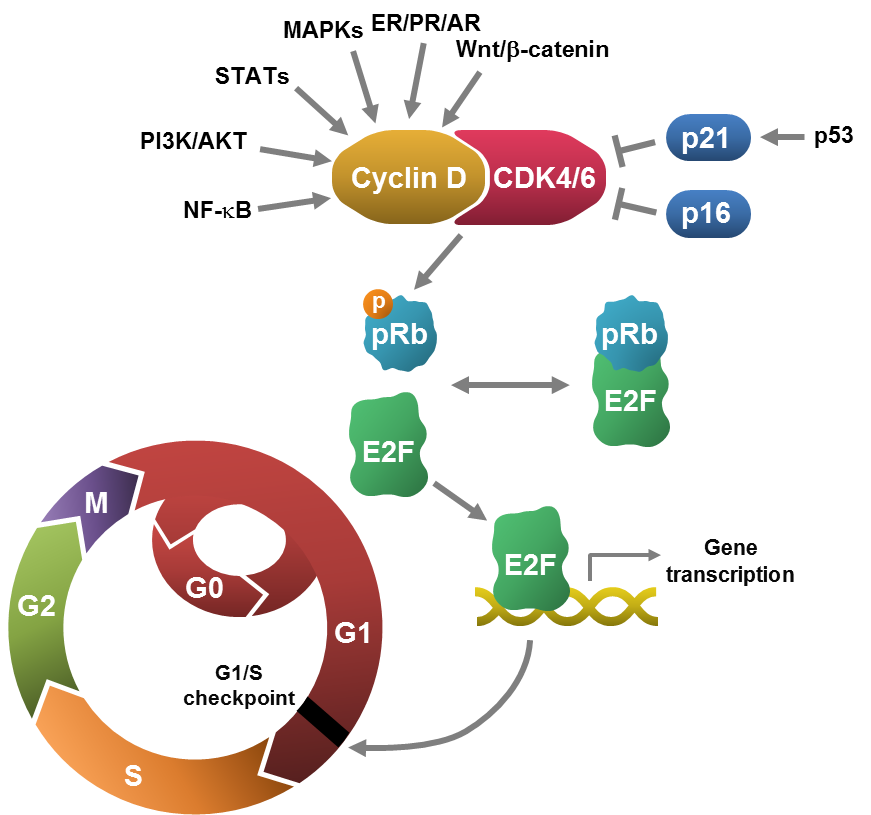 MAPKs
ER/PR/AR
Wnt/β-catenin
STATs
PI3K/AKT
NF-κB
Cyclin D
CDK4/6
p21
p53
p16
p
pRb
pRb
E2F
E2F
E2F
Gene
transcription
M
G0
G2
G1
G1/S
checkpoint
S